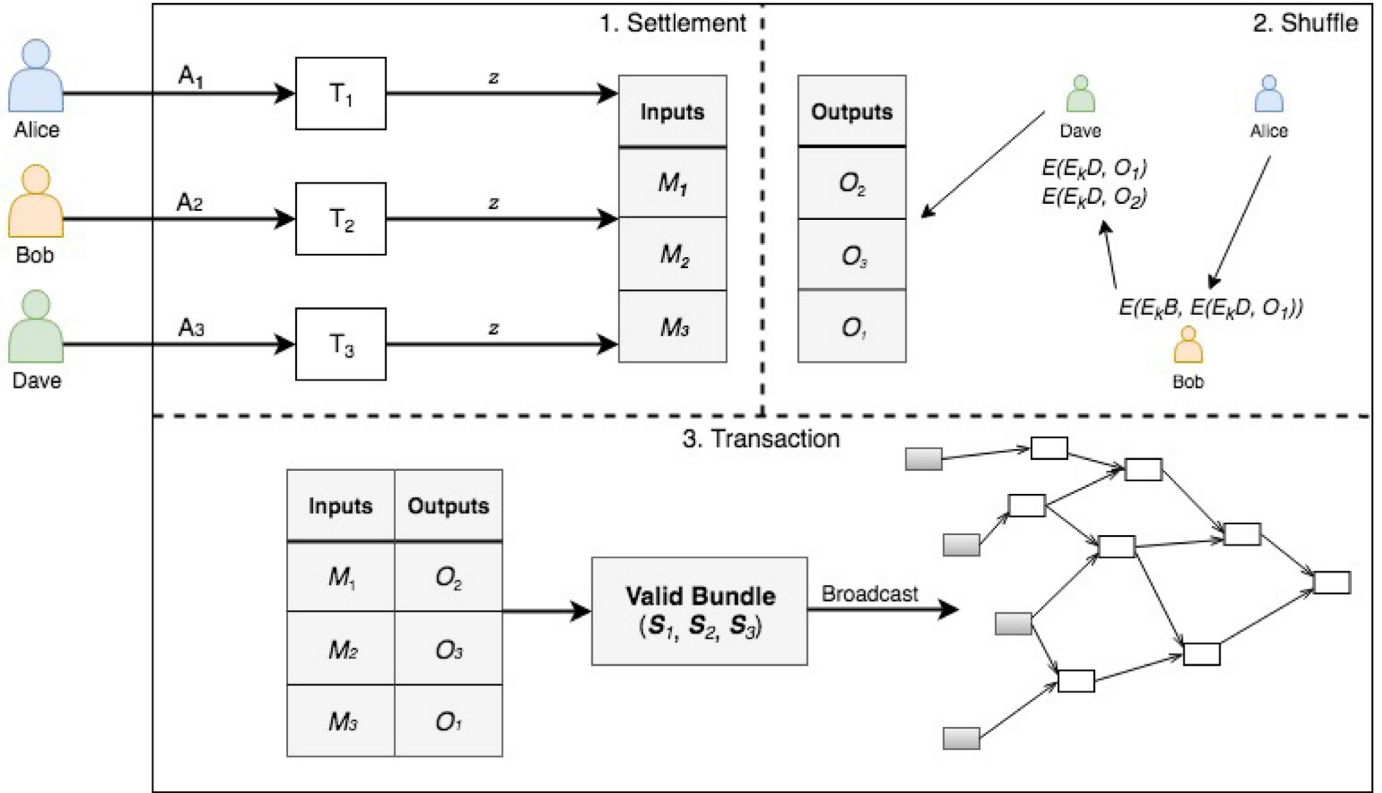 1. Settlement
Alice
A1
T1
z
Bob
A2
T2
z
Dave
A3
T3
z
Inputs
M1
M2
M3
2. Shuffle
Outputs
O2
O3
O1
Dave
Alice
E(EkD, O1)
E(EkD, O2)
E(EkB, E(EkD, O1))
Bob
3. Transaction
Inputs Outputs
M1 O2
M2 O3
M3 O1
Valid Bundle
(S1, S2, S3)
Broadcast